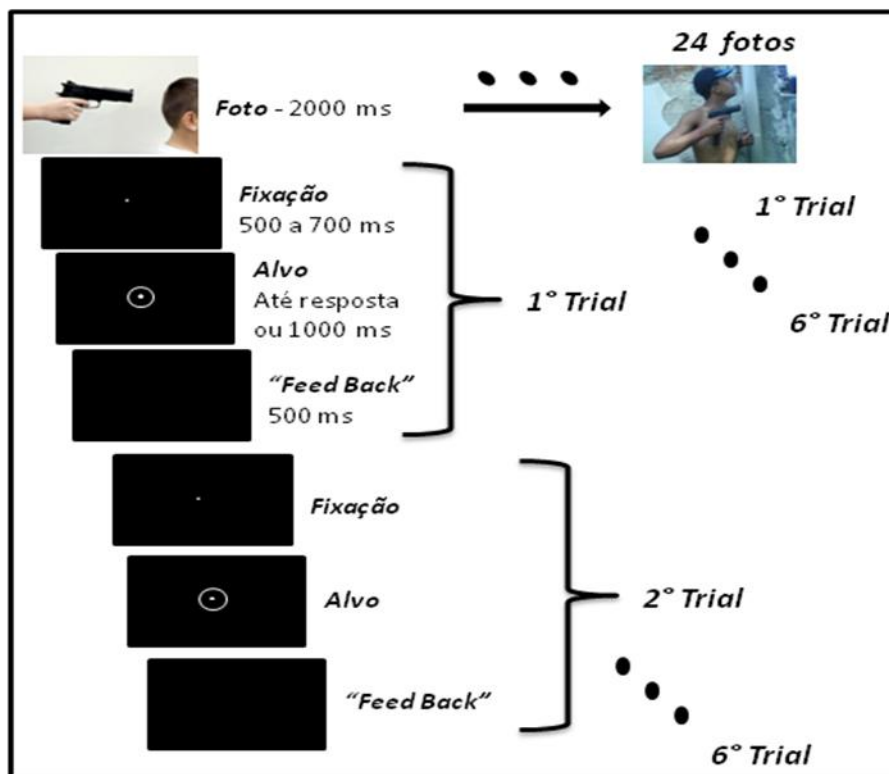 24 fotos
Foto - 2000 ms
Fixação
500 a 700 ms
Alvo
Até resposta
ou 1000 ms
“Feed Back”
500 ms
1° Trial
1° Trial
6° Trial
Fixação
Alvo
“Feed Back”
2° Trial
6° Trial